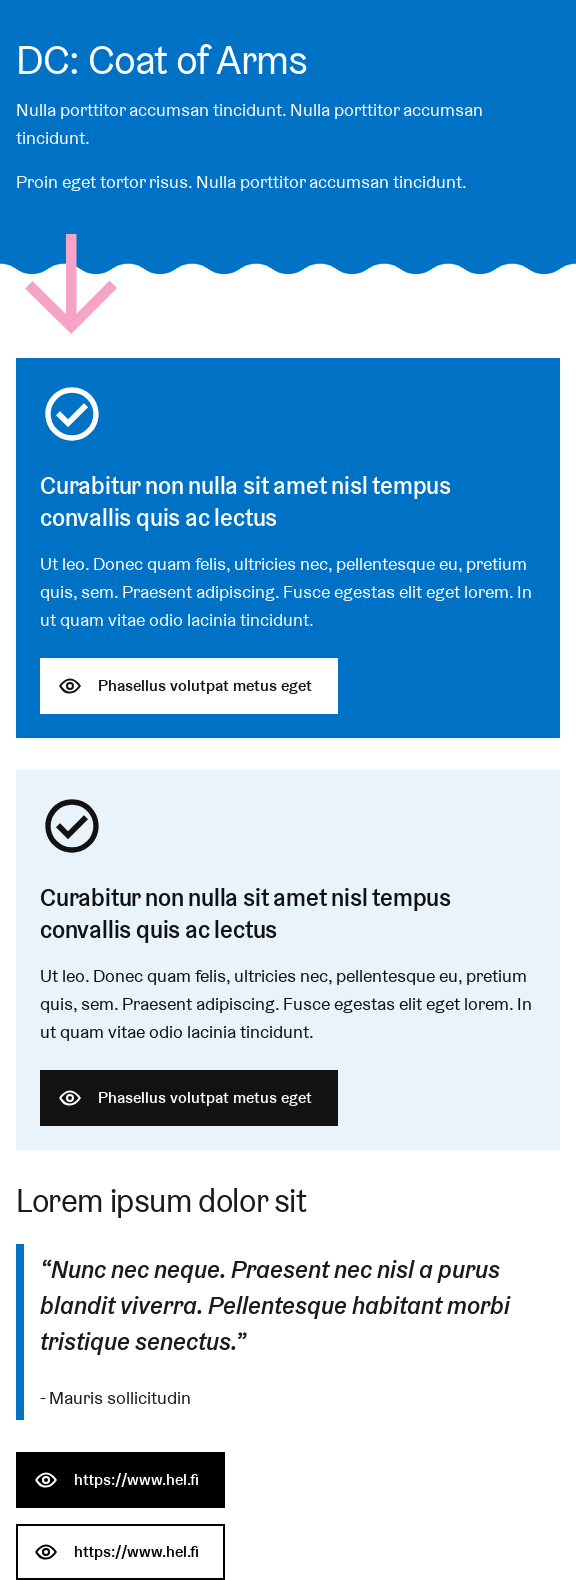 DC: Coat of Arms
Nulla porttitor accumsan tincidunt. Nulla porttitor accumsan
tincidunt.
Proin eget tortor risus. Nulla porttitor accumsan tincidunt.
Curabitur non nulla sit amet nisl tempus
convallis quis ac lectus
Ut leo. Donec quam felis, ultricies nec, pellentesque eu, pretium
quis, sem. Praesent adipiscing. Fusce egestas elit eget lorem. In
ut quam vitae odio lacinia tincidunt.
Phasellus volutpat metus eget
Curabitur non nulla sit amet nisl tempus
convallis quis ac lectus
Ut leo. Donec quam felis, ultricies nec, pellentesque eu, pretium
quis, sem. Praesent adipiscing. Fusce egestas elit eget lorem. In
ut quam vitae odio lacinia tincidunt.
Phasellus volutpat metus eget
Lorem ipsum dolor sit
“Nunc nec neque. Praesent nec nisl a purus
blandit viverra. Pellentesque habitant morbi
tristique senectus.”
- Mauris sollicitudin
https://www.hel.fi
https://www.hel.fi